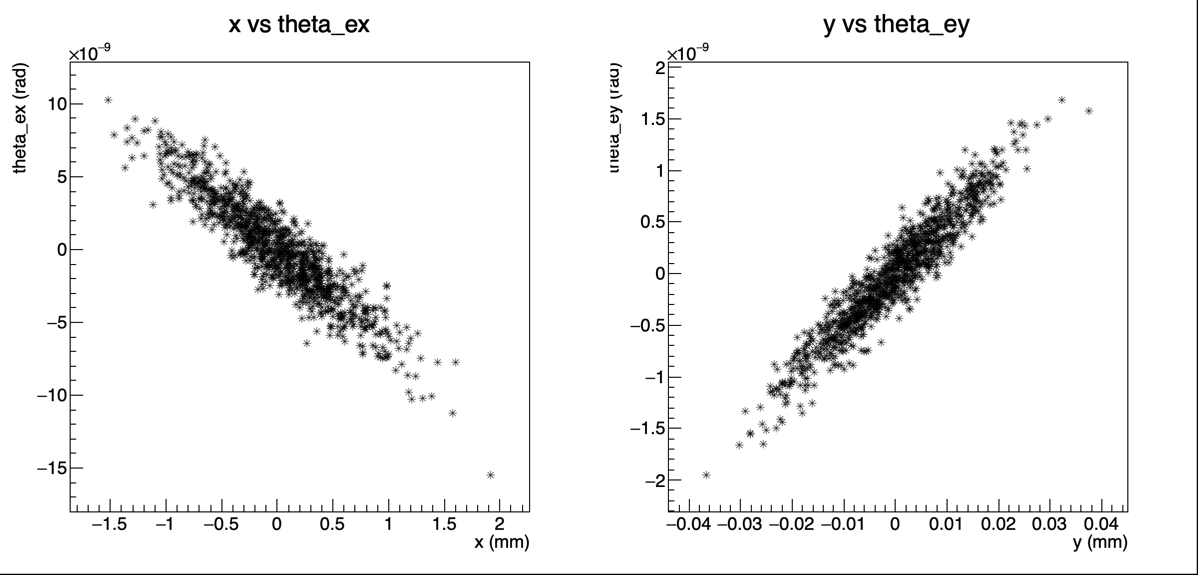 x vs theta_ex
×10⁻⁹
theta_ex (rad)
10
5
0
−5
−10
−15
−1.5 −1 −0.5 0 0.5 1 1.5 2
x (mm)
y vs theta_ey
×10⁻⁹
theta_ey (rad)
2
1.5
1
0.5
0
−0.5
−1
−1.5
−2
−0.04 −0.03 −0.02 −0.01 0 0.01 0.02 0.03 0.04
y (mm)